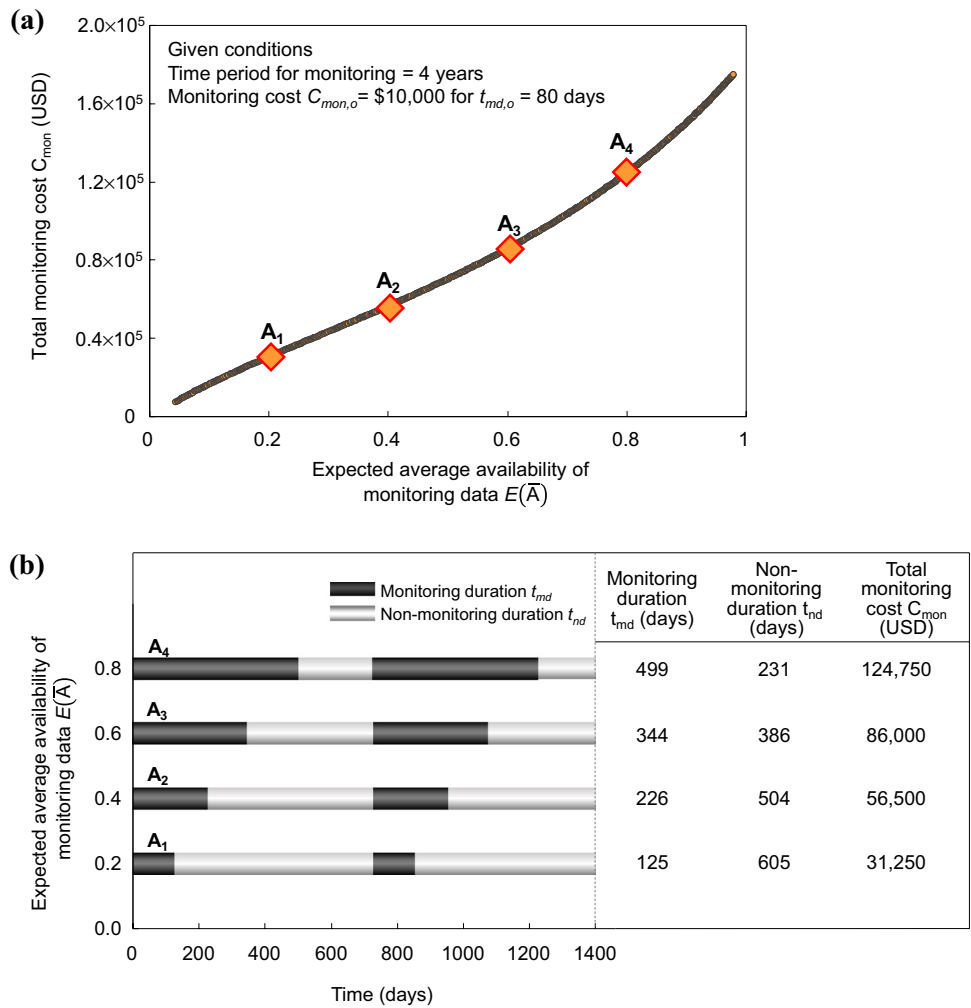 (a)
2.0×10⁵
1.6×10⁵
1.2×10⁵
0.8×10⁵
0.4×10⁵
0
Total monitoring cost C_mon (USD)
Given conditions
Time period for monitoring = 4 years
Monitoring cost C_mon,o= $10,000 for t_md,o = 80 days
A₄
A₃
A₂
A₁
0 0.2 0.4 0.6 0.8 1
Expected average availability of
monitoring data E(A̅)
(b)
Expected average availability of
monitoring data E(A̅)
Monitoring duration t_md
Non-monitoring duration t_nd
Monitoring
duration
t_md (days)
Non-
monitoring
duration t_nd
(days)
Total
monitoring
cost C_mon
(USD)
A₄
0.8 499 231 124,750
A₃
0.6 344 386 86,000
A₂
0.4 226 504 56,500
A₁
0.2 125 605 31,250
0.0
0 200 400 600 800 1000 1200 1400
Time (days)